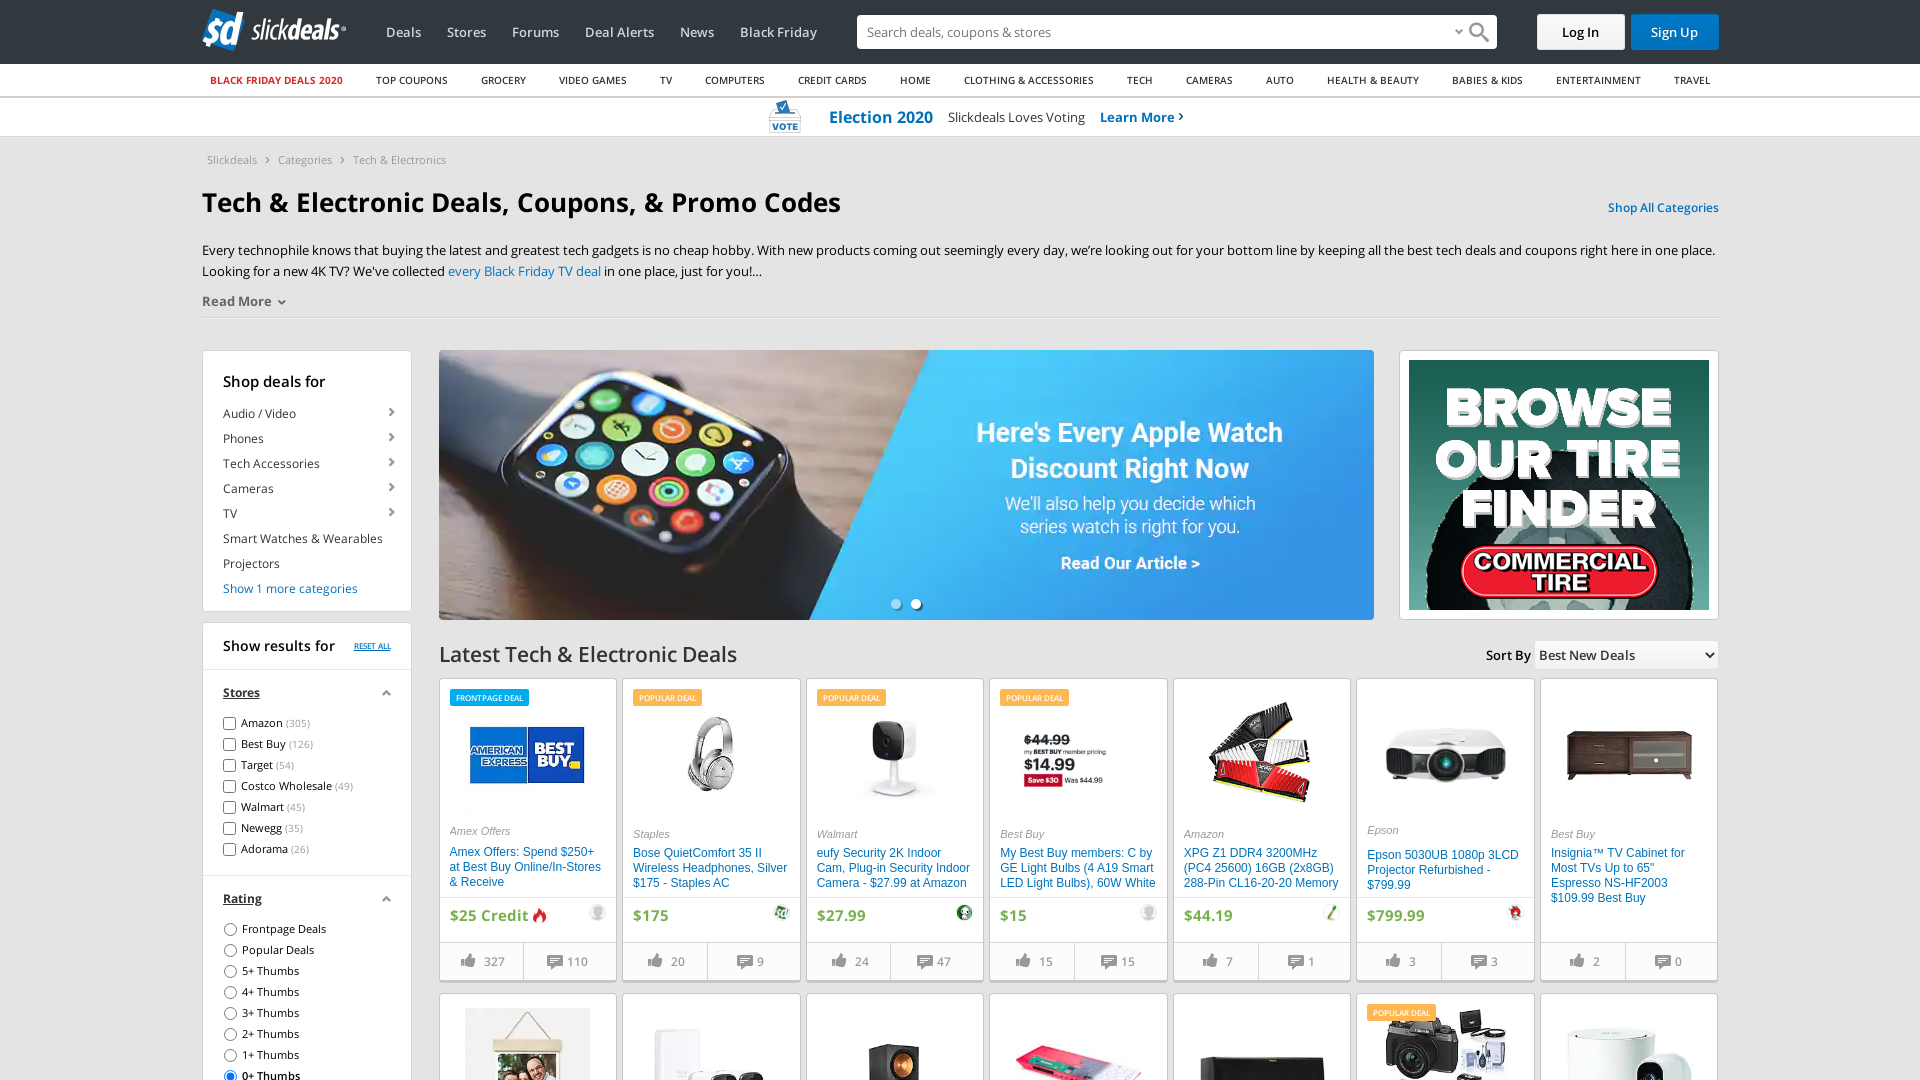 slickdeals
Deals
Stores
Forums
Deal Alerts
News
Black Friday
Search deals, coupons & stores
Log In
Sign Up
BLACK FRIDAY DEALS 2020
TOP COUPONS
GROCERY
VIDEO GAMES
TV
COMPUTERS
CREDIT CARDS
HOME
CLOTHING & ACCESSORIES
TECH
CAMERAS
AUTO
HEALTH & BEAUTY
BABIES & KIDS
ENTERTAINMENT
TRAVEL
VOTE
Election 2020
Slickdeals Loves Voting
Learn More
Slickdeals
Categories
Tech & Electronics
Tech & Electronic Deals, Coupons, & Promo Codes
Shop All Categories
Every technophile knows that buying the latest and greatest tech gadgets is no cheap hobby. With new products coming out seemingly every day, we’re looking out for your bottom line by keeping all the best tech deals and coupons right here in one place.
Looking for a new 4K TV? We've collected every Black Friday TV deal in one place, just for you!...
Read More
Shop deals for
Audio / Video
Phones
Tech Accessories
Cameras
TV
Smart Watches & Wearables
Projectors
Show 1 more categories
Here's Every Apple Watch
Discount Right Now
We'll also help you decide which
series watch is right for you.
Read Our Article >
BROWSE
OUR TIRE
FINDER
COMMERCIAL
TIRE
Show results for
RESET ALL
Stores
Amazon (305)
Best Buy (126)
Target (54)
Costco Wholesale (49)
Walmart (45)
Newegg (35)
Adorama (26)
Rating
Frontpage Deals
Popular Deals
5+ Thumbs
4+ Thumbs
3+ Thumbs
2+ Thumbs
1+ Thumbs
0+ Thumbs
Latest Tech & Electronic Deals
Sort By
Best New Deals
FRONTPAGE DEAL
AMERICAN
EXPRESS
BEST
BUY
Amex Offers
Amex Offers: Spend $250+
at Best Buy Online/In-Stores
& Receive
$25 Credit
327
110
POPULAR DEAL
Staples
Bose QuietComfort 35 II
Wireless Headphones, Silver
$175 - Staples AC
$175
20
9
POPULAR DEAL
Walmart
eufy Security 2K Indoor
Cam, Plug-in Security Indoor
Camera - $27.99 at Amazon
$27.99
24
47
POPULAR DEAL
$44.99
my BEST BUY member pricing
$14.99
Save $30 Was $44.99
Best Buy
My Best Buy members: C by
GE Light Bulbs (4 A19 Smart
LED Light Bulbs), 60W White
$15
15
15
Amazon
XPG Z1 DDR4 3200MHz
(PC4 25600) 16GB (2x8GB)
288-Pin CL16-20-20 Memory
$44.19
7
1
Epson
Epson 5030UB 1080p 3LCD
Projector Refurbished -
$799.99
$799.99
3
3
Best Buy
Insignia™ TV Cabinet for
Most TVs Up to 65"
Espresso NS-HF2003
$109.99 Best Buy
2
0
POPULAR DEAL